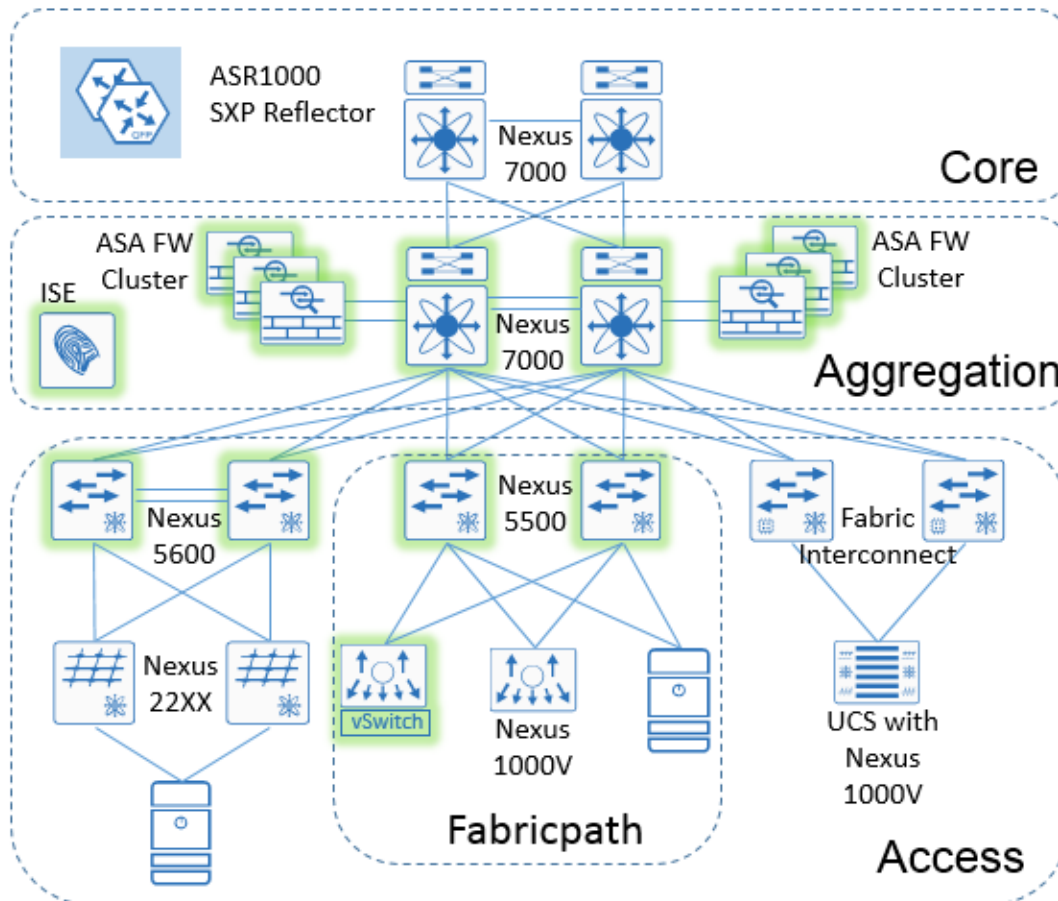 ASR1000
SXP Reflector
QFP
Nexus
7000
Core
ASA FW
Cluster
ASA FW
Cluster
ISE
Nexus
7000
Aggregation
Nexus
5600
Nexus
5500
Fabric
Interconnect
Nexus
22XX
vSwitch
Nexus
1000V
UCS with
Nexus
1000V
Fabricpath
Access